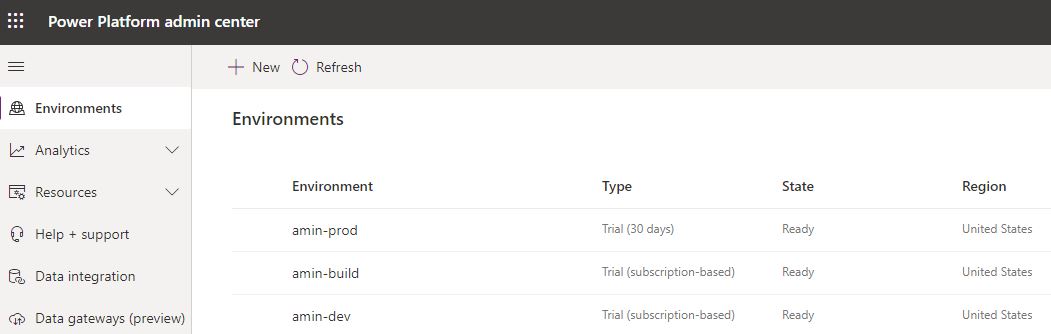 Power Platform admin center
New Refresh
Environments
Analytics
Resources
Help + support
Data integration
Data gateways (preview)
Environments
Environment Type State Region
amin-prod Trial (30 days) Ready United States
amin-build Trial (subscription-based) Ready United States
amin-dev Trial (subscription-based) Ready United States